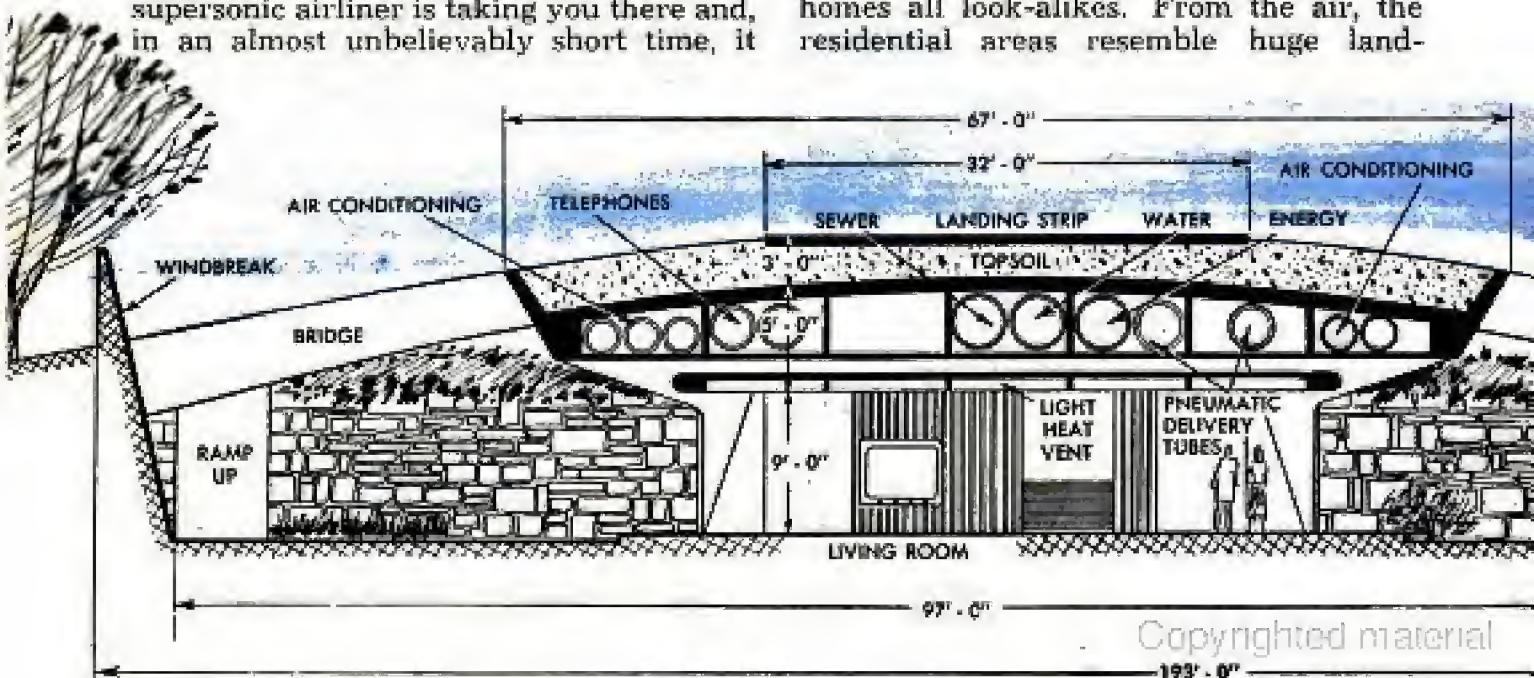 supersonic airliner is taking you there and,
in an almost unbelievably short time, it
homes all look-alikes. From the air, the
residential areas resemble huge land-
67' - 0"
32' - 0"
AIR CONDITIONING
AIR CONDITIONING
TELEPHONES
SEWER
LANDING STRIP
WATER
ENERGY
WINDBREAK
3' - 0"
TOPSOIL
BRIDGE
5' - 0"
RAMP
UP
9' - 0"
LIGHT
HEAT
VENT
PNEUMATIC
DELIVERY
TUBES
LIVING ROOM
97' - 0"
Copyrighted material
193' - 0"